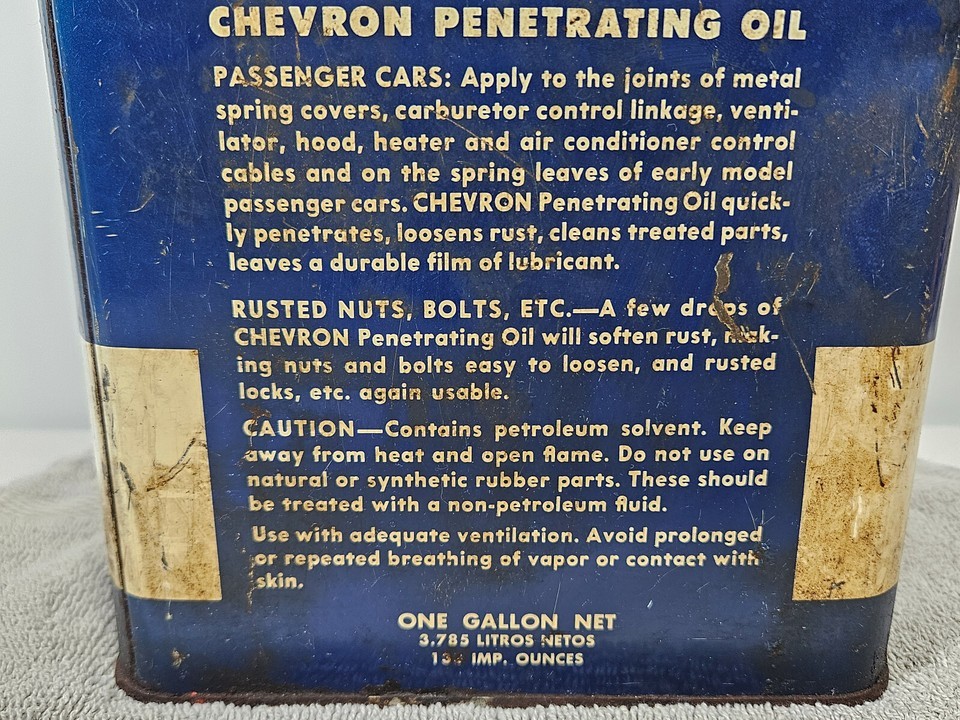 CHEVRON PENETRATING OIL
PASSENGER CARS: Apply to the joints of metal
spring covers, carburetor control linkage, venti-
lator, hood, heater and air conditioner control
cables and on the spring leaves of early model
passenger cars. CHEVRON Penetrating Oil quick-
ly penetrates, loosens rust, cleans treated parts,
leaves a durable film of lubricant.
RUSTED NUTS, BOLTS, ETC.—A few drops of
CHEVRON Penetrating Oil will soften rust, mak-
ing nuts and bolts easy to loosen, and rusted
locks, etc. again usable.
CAUTION—Contains petroleum solvent. Keep
away from heat and open flame. Do not use on
natural or synthetic rubber parts. These should
be treated with a non-petroleum fluid.
Use with adequate ventilation. Avoid prolonged
or repeated breathing of vapor or contact with
skin.
ONE GALLON NET
3.785 LITROS NETOS
IMP. OUNCES